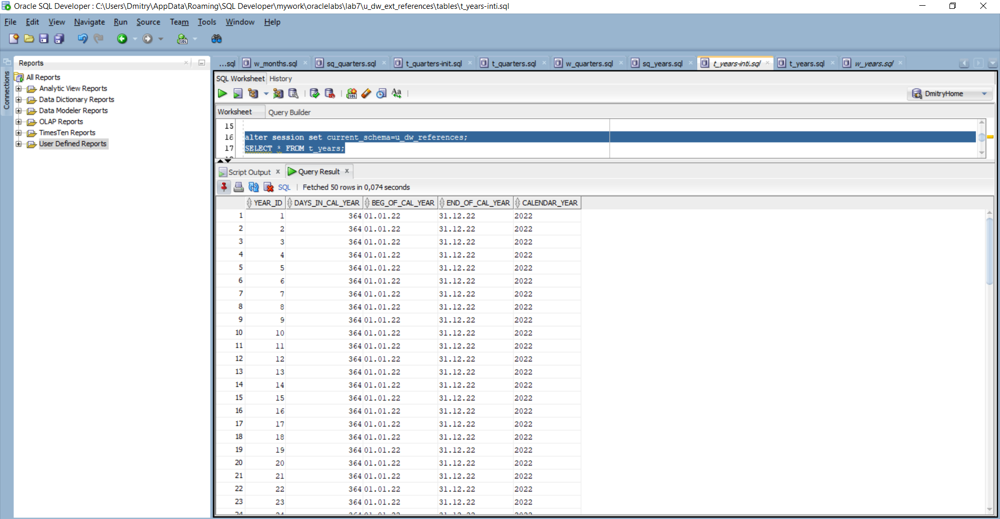 Oracle SQL Developer : C:\Users\Dmitry\AppData\Roaming\SQL Developer\mywork\oraclelabs\lab7\u_dw_ext_references\tables\t_years-inti.sql
File Edit View Navigate Run Source Team Tools Window Help
Connections
Reports
All Reports
Analytic View Reports
Data Dictionary Reports
Data Modeler Reports
OLAP Reports
TimesTen Reports
User Defined Reports
...sql w_months.sql sq_quarters.sql t_quarters-init.sql t_quarters.sql w_quarters.sql sq_years.sql t_years-inti.sql t_years.sql w_years.sql
SQL Worksheet History
DmitryHome
Worksheet Query Builder
15
16 alter session set current_schema=u_dw_references;
17 SELECT * FROM t_years;
Script Output x Query Result x
SQL | Fetched 50 rows in 0,074 seconds
YEAR_ID DAYS_IN_CAL_YEAR BEG_OF_CAL_YEAR END_OF_CAL_YEAR CALENDAR_YEAR
1 1 364 01.01.22 31.12.22 2022
2 2 364 01.01.22 31.12.22 2022
3 3 364 01.01.22 31.12.22 2022
4 4 364 01.01.22 31.12.22 2022
5 5 364 01.01.22 31.12.22 2022
6 6 364 01.01.22 31.12.22 2022
7 7 364 01.01.22 31.12.22 2022
8 8 364 01.01.22 31.12.22 2022
9 9 364 01.01.22 31.12.22 2022
10 10 364 01.01.22 31.12.22 2022
11 11 364 01.01.22 31.12.22 2022
12 12 364 01.01.22 31.12.22 2022
13 13 364 01.01.22 31.12.22 2022
14 14 364 01.01.22 31.12.22 2022
15 15 364 01.01.22 31.12.22 2022
16 16 364 01.01.22 31.12.22 2022
17 17 364 01.01.22 31.12.22 2022
18 18 364 01.01.22 31.12.22 2022
19 19 364 01.01.22 31.12.22 2022
20 20 364 01.01.22 31.12.22 2022
21 21 364 01.01.22 31.12.22 2022
22 22 364 01.01.22 31.12.22 2022
23 23 364 01.01.22 31.12.22 2022